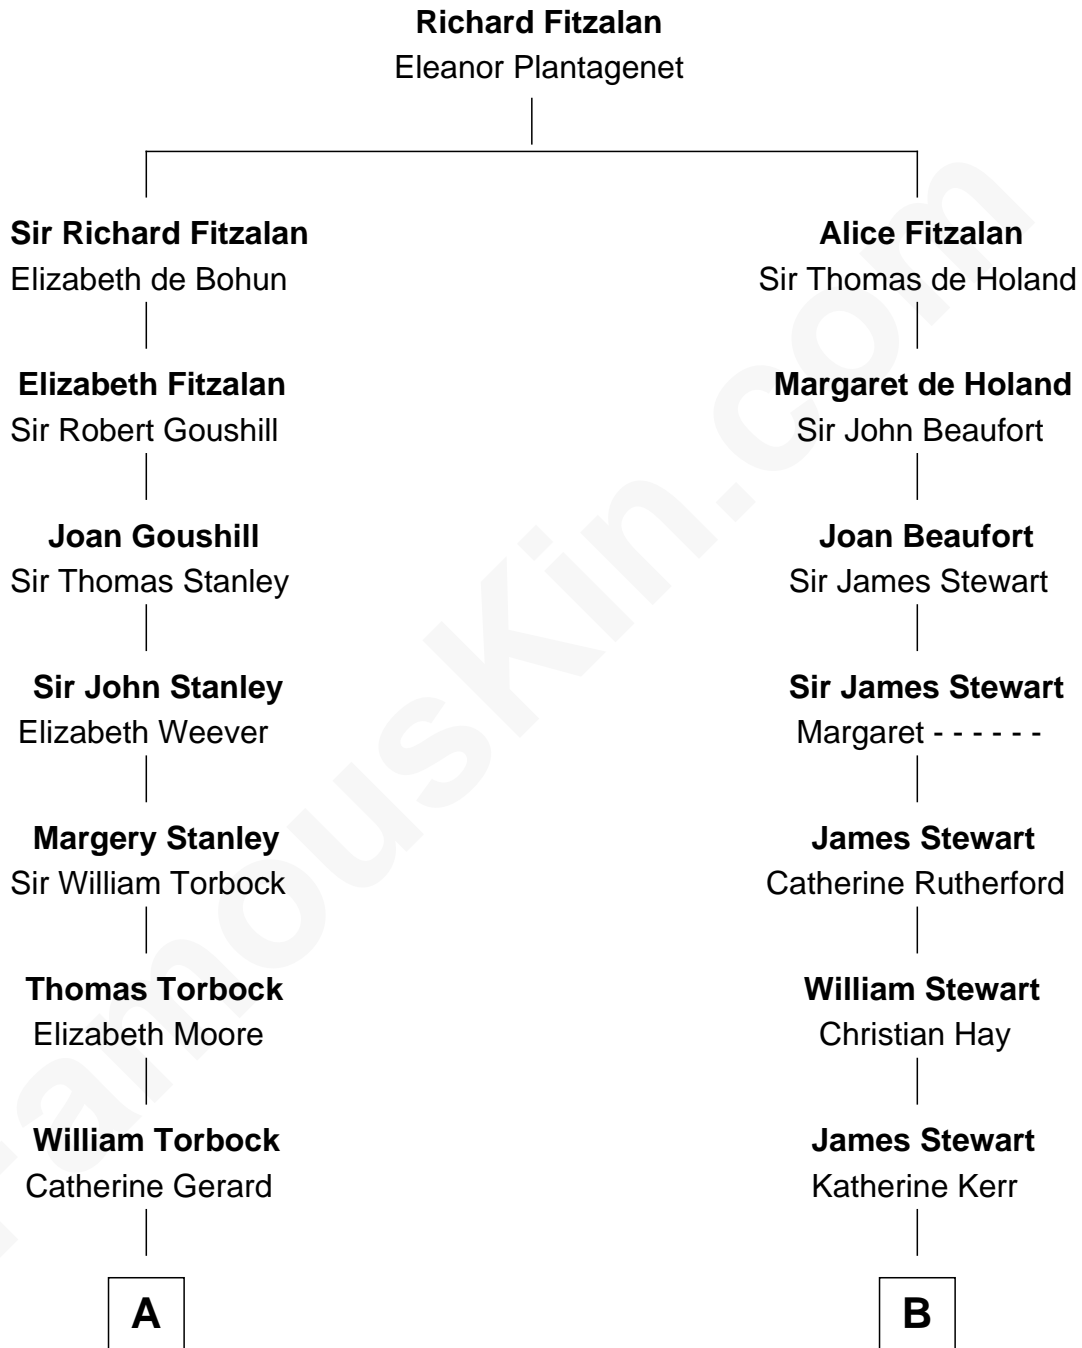 Richard Fitzalan
Eleanor Plantagenet
Sir Richard Fitzalan
Elizabeth de Bohun
Alice Fitzalan
Sir Thomas de Holand
Elizabeth Fitzalan
Sir Robert Goushill
Margaret de Holand
Sir John Beaufort
Joan Goushill
Sir Thomas Stanley
Joan Beaufort
Sir James Stewart
Sir John Stanley
Elizabeth Weever
Sir James Stewart
Margaret - - - - - -
Margery Stanley
Sir William Torbock
James Stewart
Catherine Rutherford
Thomas Torbock
Elizabeth Moore
William Stewart
Christian Hay
William Torbock
Catherine Gerard
James Stewart
Katherine Kerr
A
B
FamousKin.com